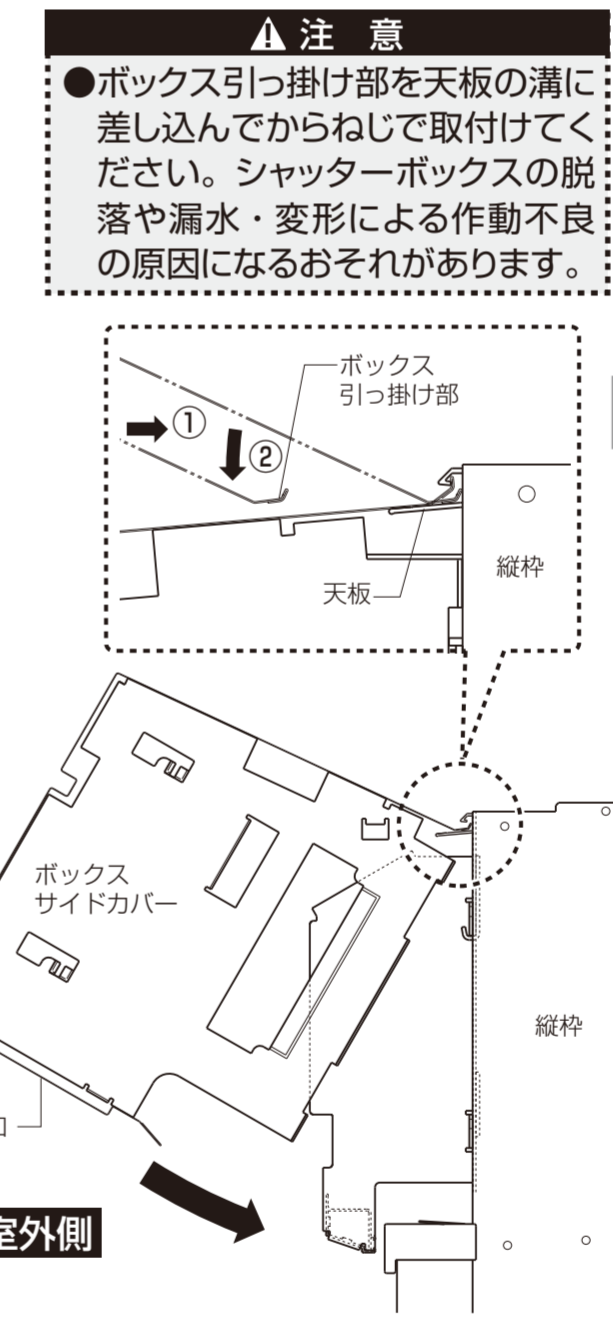 注 意
●ボックス引っ掛け部を天板の溝に
差し込んでからねじで取付けてく
ださい。シャッターボックスの脱
落や漏水・変形による作動不良
の原因になるおそれがあります。
ボックス
引っ掛け部
①
②
天板
縦枠
ボックス
サイドカバー
縦枠
室外側